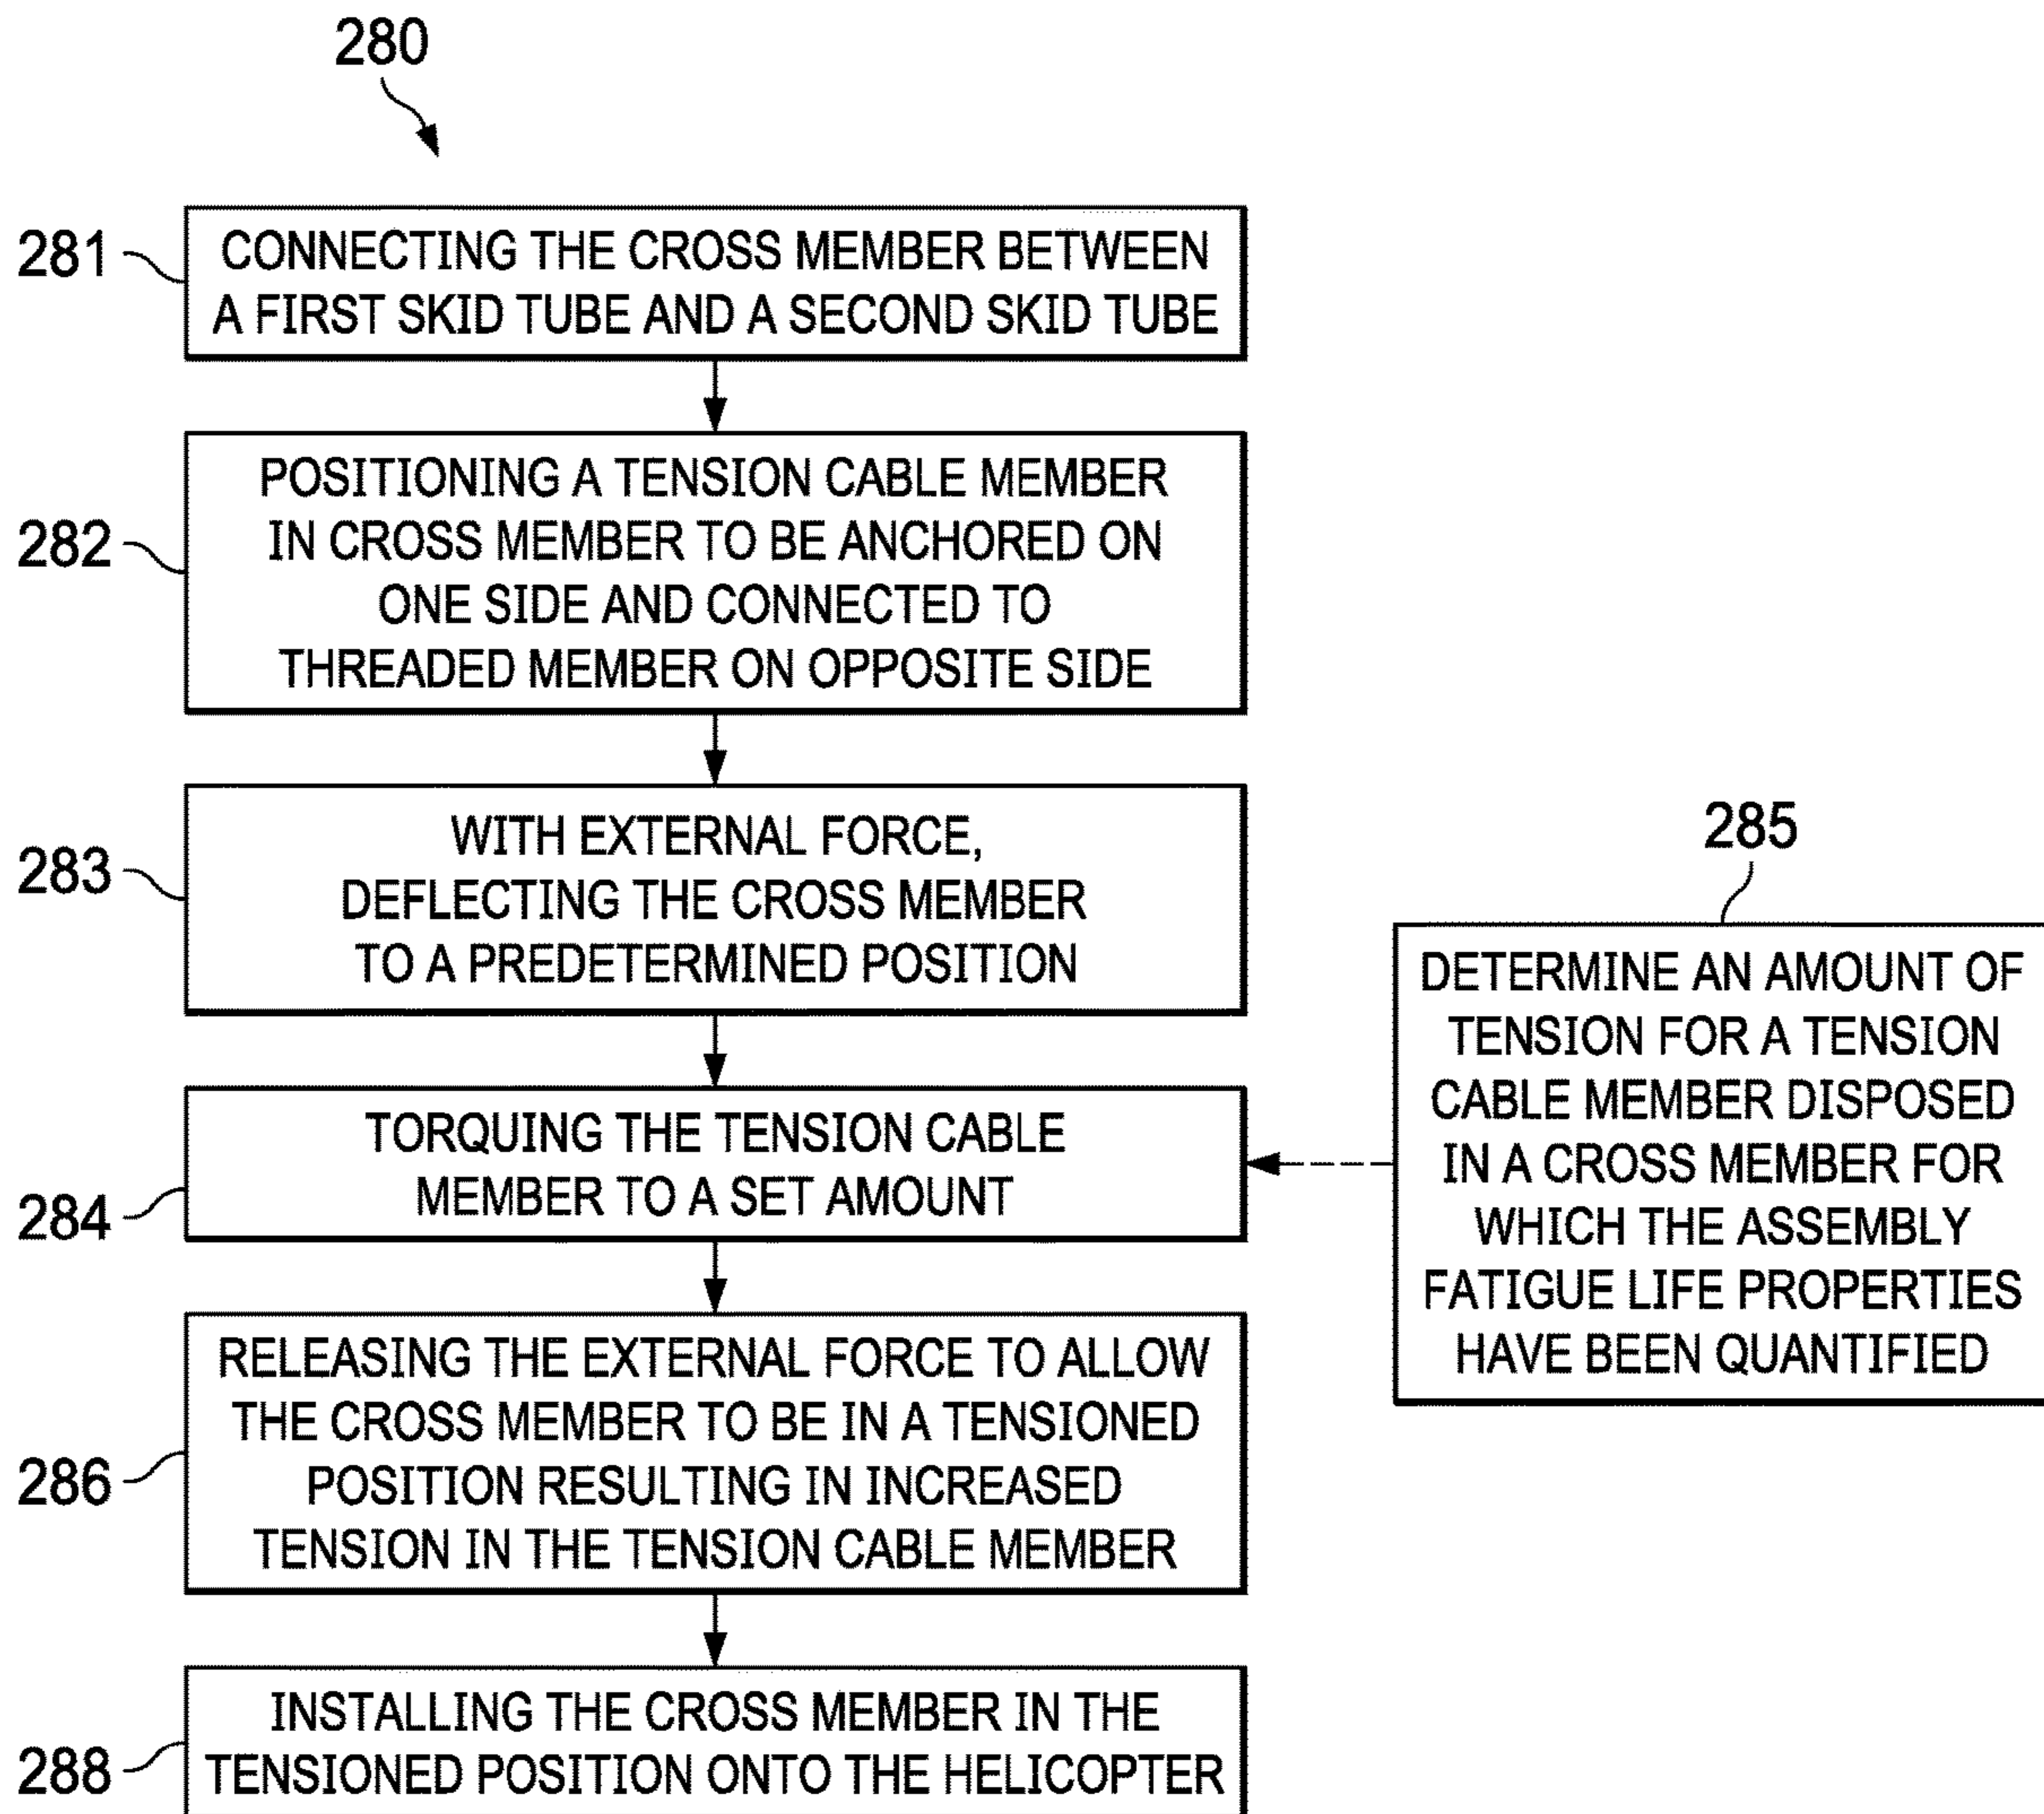 280
281
CONNECTING THE CROSS MEMBER BETWEEN
A FIRST SKID TUBE AND A SECOND SKID TUBE
282
POSITIONING A TENSION CABLE MEMBER
IN CROSS MEMBER TO BE ANCHORED ON
ONE SIDE AND CONNECTED TO
THREADED MEMBER ON OPPOSITE SIDE
283
WITH EXTERNAL FORCE,
DEFLECTING THE CROSS MEMBER
TO A PREDETERMINED POSITION
284
TORQUING THE TENSION CABLE
MEMBER TO A SET AMOUNT
285
DETERMINE AN AMOUNT OF
TENSION FOR A TENSION
CABLE MEMBER DISPOSED
IN A CROSS MEMBER FOR
WHICH THE ASSEMBLY
FATIGUE LIFE PROPERTIES
HAVE BEEN QUANTIFIED
286
RELEASING THE EXTERNAL FORCE TO ALLOW
THE CROSS MEMBER TO BE IN A TENSIONED
POSITION RESULTING IN INCREASED
TENSION IN THE TENSION CABLE MEMBER
288
INSTALLING THE CROSS MEMBER IN THE
TENSIONED POSITION ONTO THE HELICOPTER